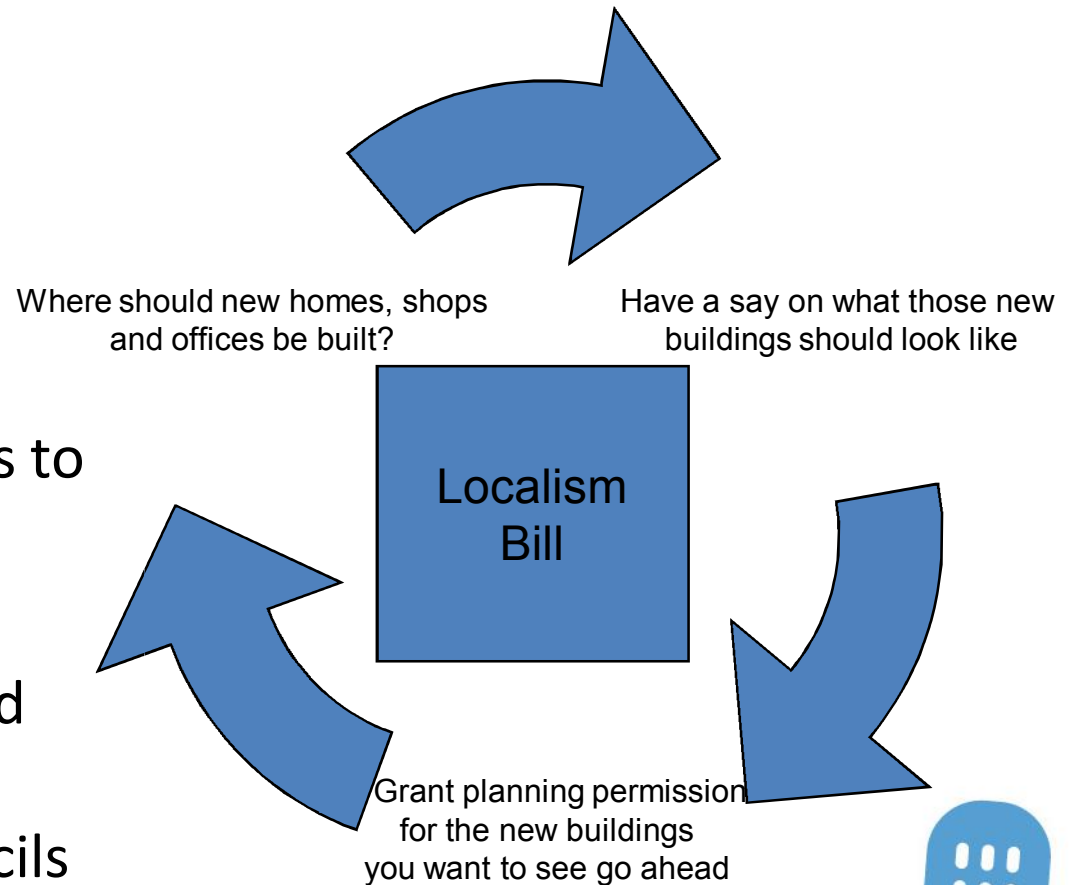 Where should new homes, shops
and offices be built?
Have a say on what those new
buildings should look like
s to
Localism
Bill
d
Grant planning permission
for the new buildings
you want to see go ahead
cils